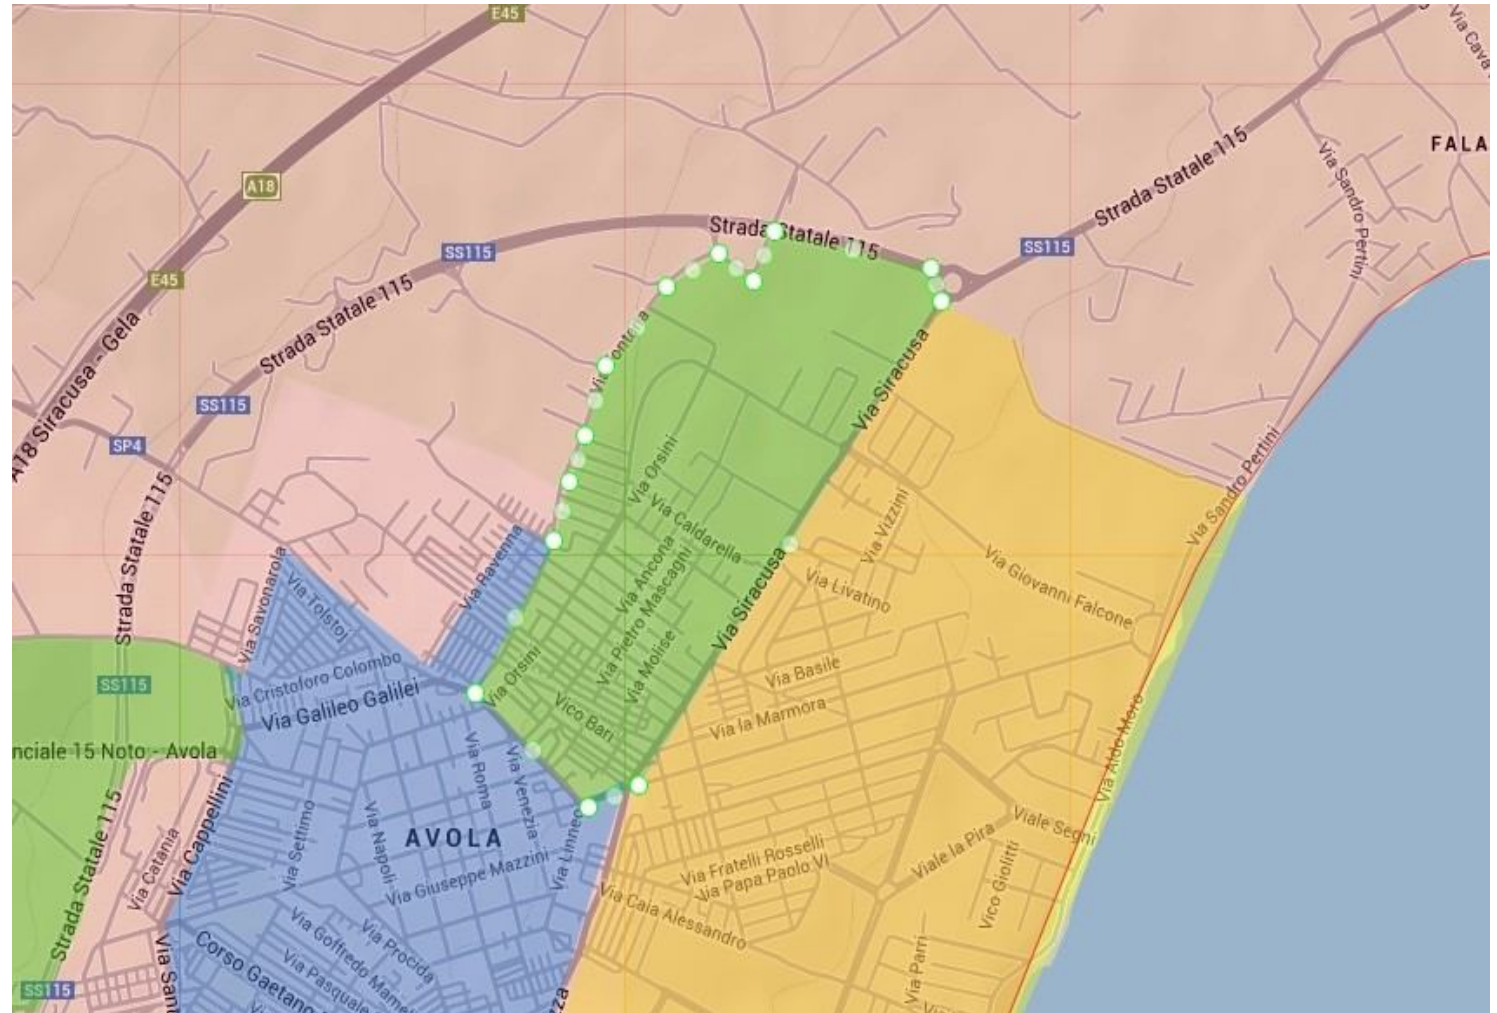 E45
Via Cava
A18
Strada Statale 115
FALA
Via Sandro Pertini
Strada Statale 115
SS115
SS115
E45
Strada Statale 115
A18 Siracusa - Gela
SS115
SP4
Via Siracusa
Via Orsini
Via Sandro Pertini
Via Caldarella
Via Vizzini
Strada Statale 115
Via Ravenna
Via Savonarola
Via Tolstoj
Via Ancona
Via Pietro Mascagni
Via Siracusa
Via Livatino
Via Giovanni Falcone
Via Molise
Via Orsini
Via Basile
Via Cristoforo Colombo
SS115
Via Galileo Galilei
Vico Bari
Via la Marmora
nciale 15 Noto - Avola
Via Roma
Via Venezia
Via Aldo Moro
Via Cappellini
Via Settimo
Via Napoli
AVOLA
Via Linneo
Viale Segni
Viale la Pira
Via Fratelli Rosselli
Via Papa Paolo VI
Via Giuseppe Mazzini
Via Catania
Strada Statale 115
Vico Giolitti
Via Caia Alessandro
Via Goffredo Mamel
Via Procida
Corso Gaetano
Via Pasquale
Via Sant
Via Parri
SS115
zza